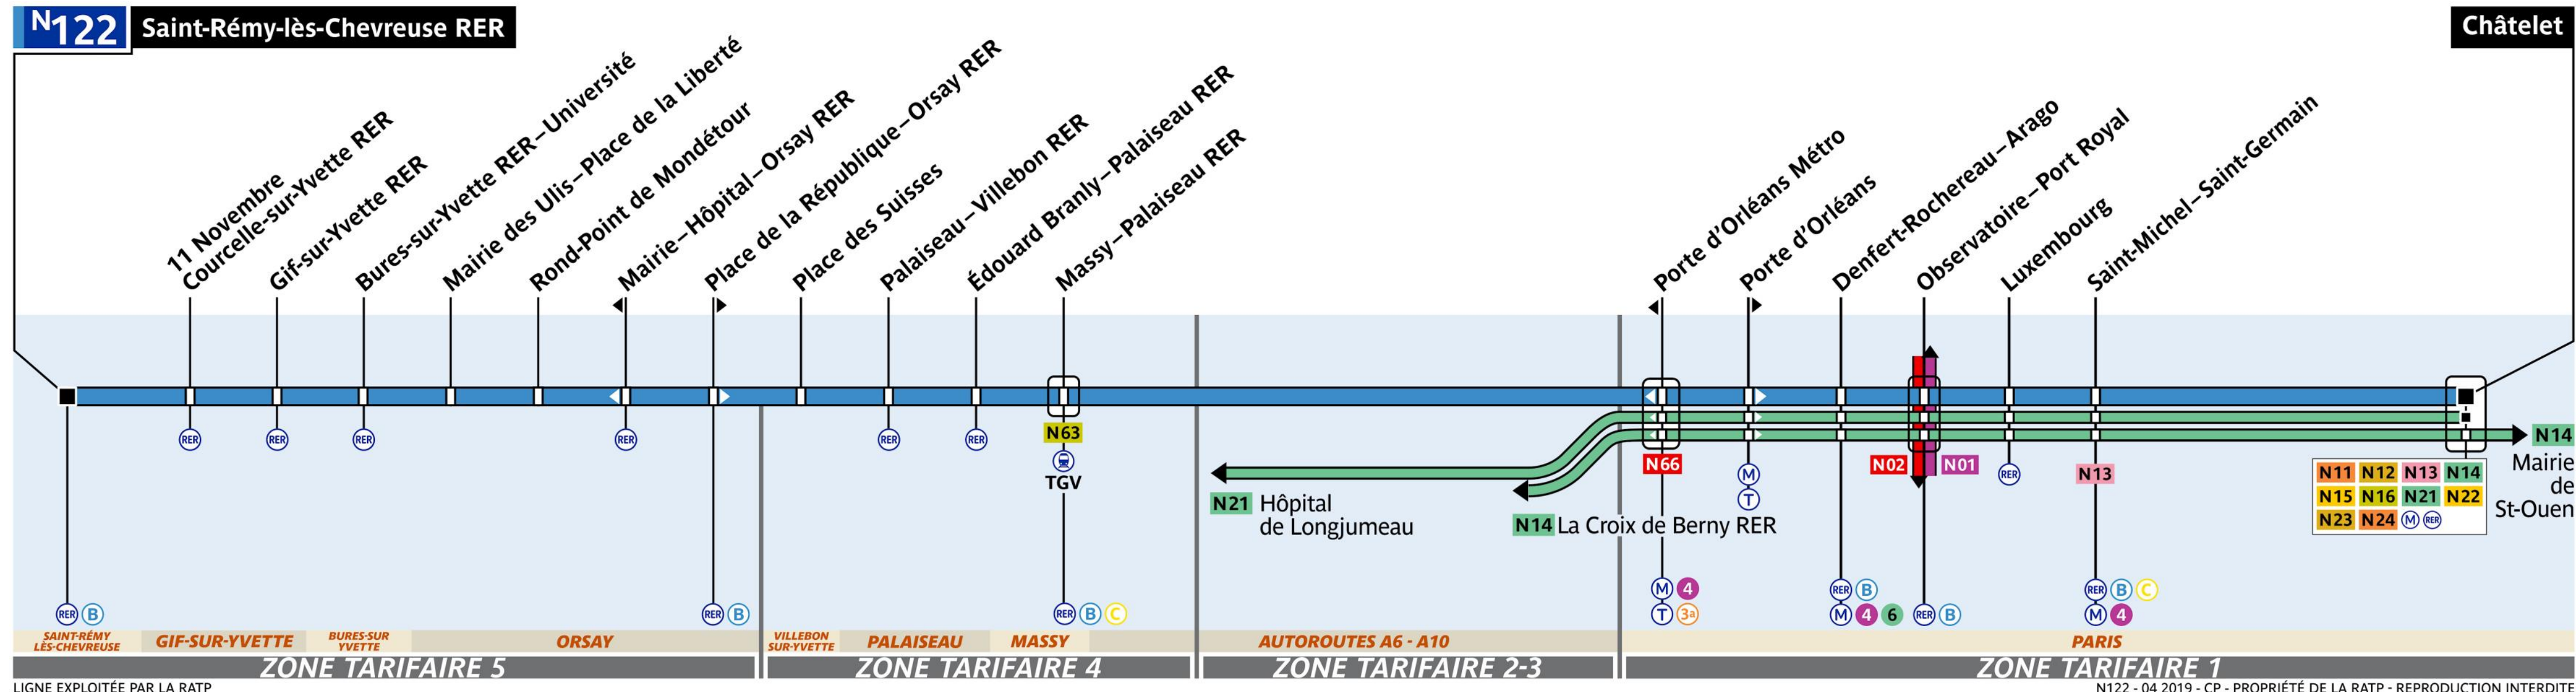 N122 Saint-Rémy-lès-Chevreuse RER
Châtelet
11 Novembre
Courcelle-sur-Yvette RER
Gif-sur-Yvette RER
Bures-sur-Yvette RER–Université
Mairie des Ulis–Place de la Liberté
Rond-Point de Mondétour
Mairie–Hôpital–Orsay RER
Place de la République–Orsay RER
Place des Suisses
Palaiseau–Villebon RER
Édouard Branly–Palaiseau RER
Massy–Palaiseau RER
Porte d'Orléans Métro
Porte d'Orléans
Denfert-Rochereau–Arago
Observatoire–Port Royal
Luxembourg
Saint-Michel–Saint-Germain
RER
RER
RER
RER
RER
RER
N63
TGV
N66
M
T
N02
N01
RER
N13
N14
Mairie
de
St-Ouen
N11 N12 N13 N14
N15 N16 N21 N22
N23 N24 M RER
N21 Hôpital
de Longjumeau
N14 La Croix de Berny RER
RER B
RER B
RER B C
M 4
T 3a
RER B
M 4 6
RER B
RER B C
M 4
SAINT-RÉMY
LÈS-CHEVREUSE
GIF-SUR-YVETTE
BURES-SUR
YVETTE
ORSAY
VILLEBON
SUR-YVETTE
PALAISEAU
MASSY
AUTOROUTES A6 - A10
PARIS
ZONE TARIFAIRE 5
ZONE TARIFAIRE 4
ZONE TARIFAIRE 2-3
ZONE TARIFAIRE 1
LIGNE EXPLOITÉE PAR LA RATP
N122 - 04 2019 - CP - PROPRIÉTÉ DE LA RATP - REPRODUCTION INTERDITE